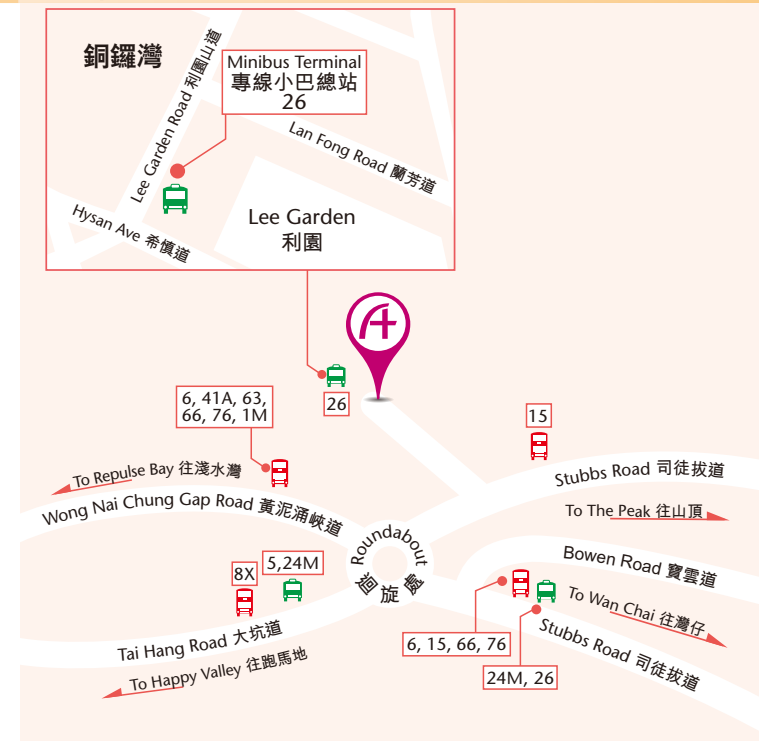 銅鑼灣
Lee Garden Road 利園山道
Minibus Terminal
專線小巴總站
26
Lan Fong Road 蘭芳道
Hysan Ave 希慎道
Lee Garden
利園
26
6, 41A, 63,
66, 76, 1M
15
To Repulse Bay 往淺水灣
Wong Nai Chung Gap Road 黃泥涌峽道
Stubbs Road 司徒拔道
To The Peak 往山頂
Roundabout
迴旋處
Bowen Road 寶雲道
8X
5,24M
To Wan Chai 往灣仔
Stubbs Road 司徒拔道
6, 15, 66, 76
24M, 26
Tai Hang Road 大坑道
To Happy Valley 往跑馬地